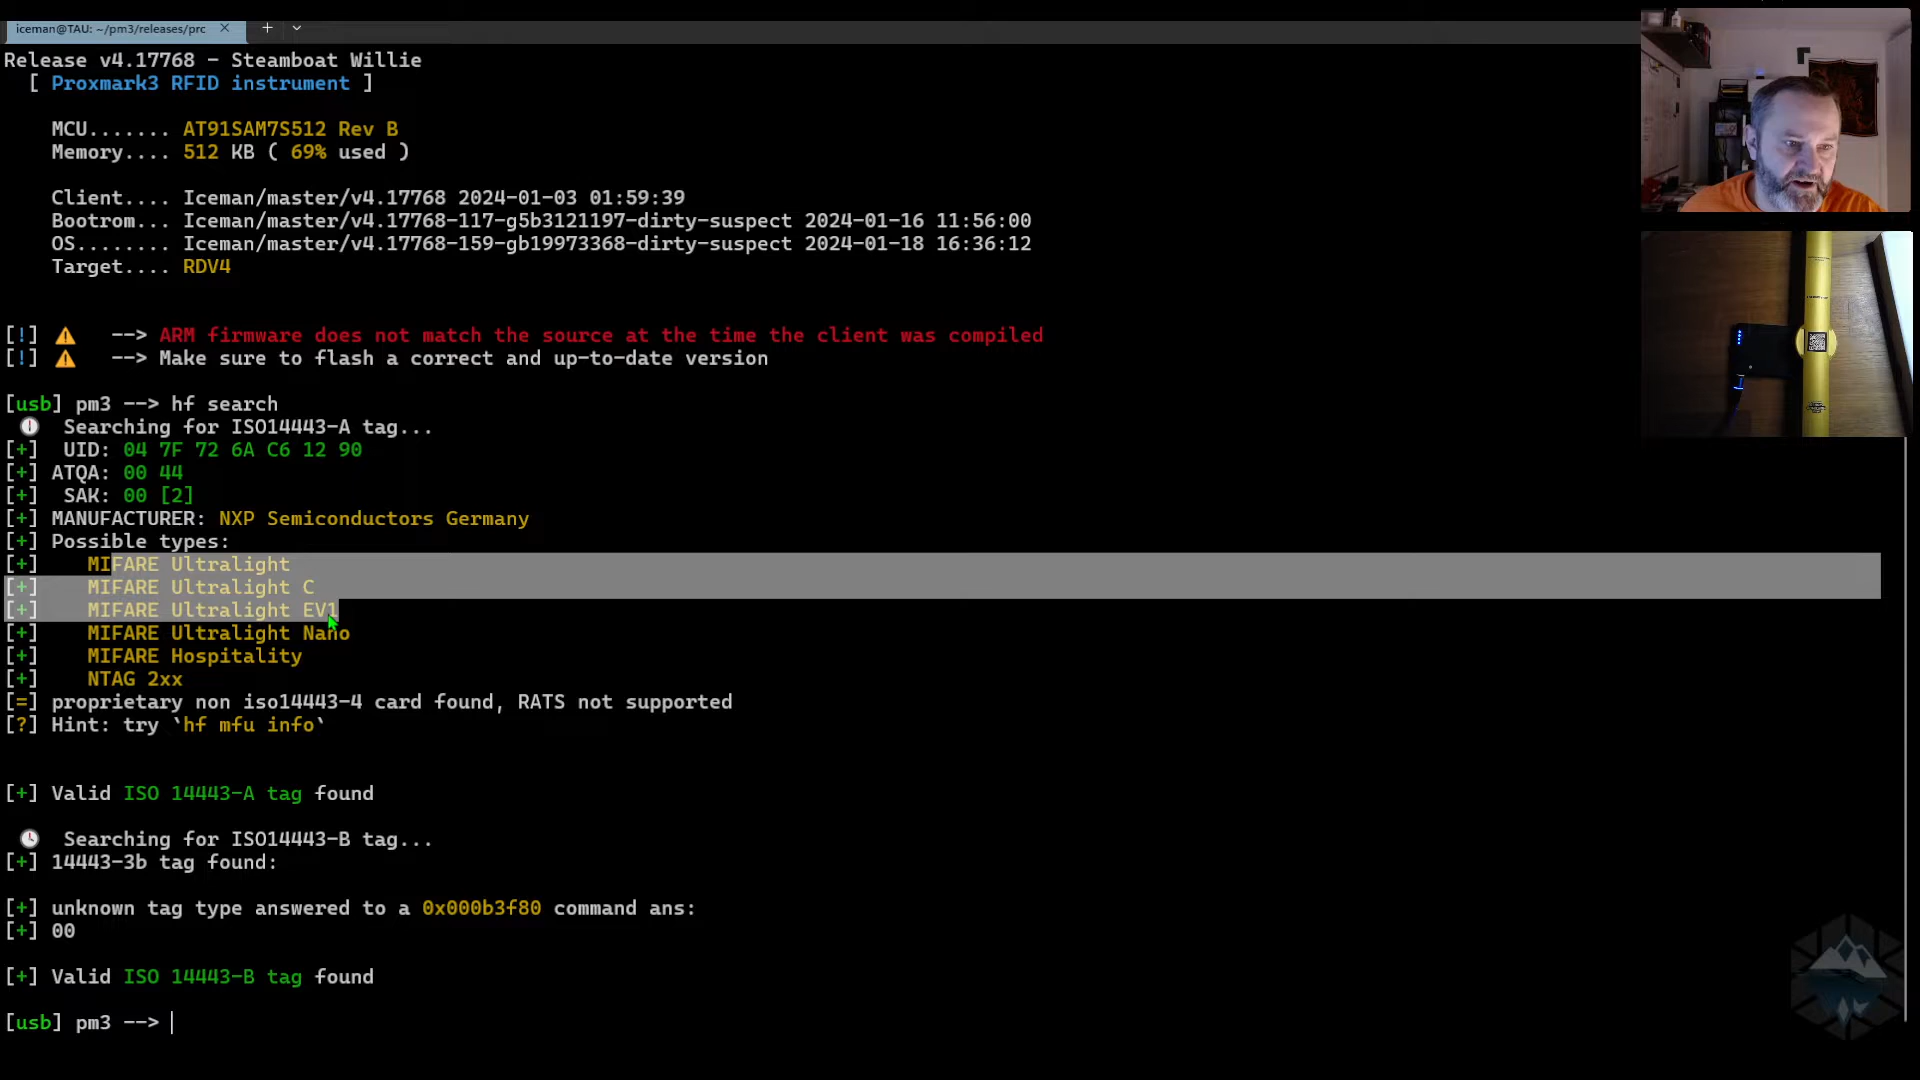 iceman@TAU: ~/pm3/releases/prc
Release v4.17768 - Steamboat Willie
[ Proxmark3 RFID instrument ]
MCU....... AT91SAM7S512 Rev B
Memory.... 512 KB ( 69% used )
Client.... Iceman/master/v4.17768 2024-01-03 01:59:39
Bootrom... Iceman/master/v4.17768-117-g5b3121197-dirty-suspect 2024-01-16 11:56:00
OS........ Iceman/master/v4.17768-159-gb19973368-dirty-suspect 2024-01-18 16:36:12
Target.... RDV4
[!] ⚠ --> ARM firmware does not match the source at the time the client was compiled
[!] ⚠ --> Make sure to flash a correct and up-to-date version
[usb] pm3 --> hf search
Searching for ISO14443-A tag...
[+] UID: 04 7F 72 6A C6 12 90
[+] ATQA: 00 44
[+] SAK: 00 [2]
[+] MANUFACTURER: NXP Semiconductors Germany
[+] Possible types:
[+] MIFARE Ultralight
[+] MIFARE Ultralight C
[+] MIFARE Ultralight EV1
[+] MIFARE Ultralight Nano
[+] MIFARE Hospitality
[+] NTAG 2xx
[=] proprietary non iso14443-4 card found, RATS not supported
[?] Hint: try `hf mfu info`
[+] Valid ISO 14443-A tag found
Searching for ISO14443-B tag...
[+] 14443-3b tag found:
[+] unknown tag type answered to a 0x000b3f80 command ans:
[+] 00
[+] Valid ISO 14443-B tag found
[usb] pm3 -->